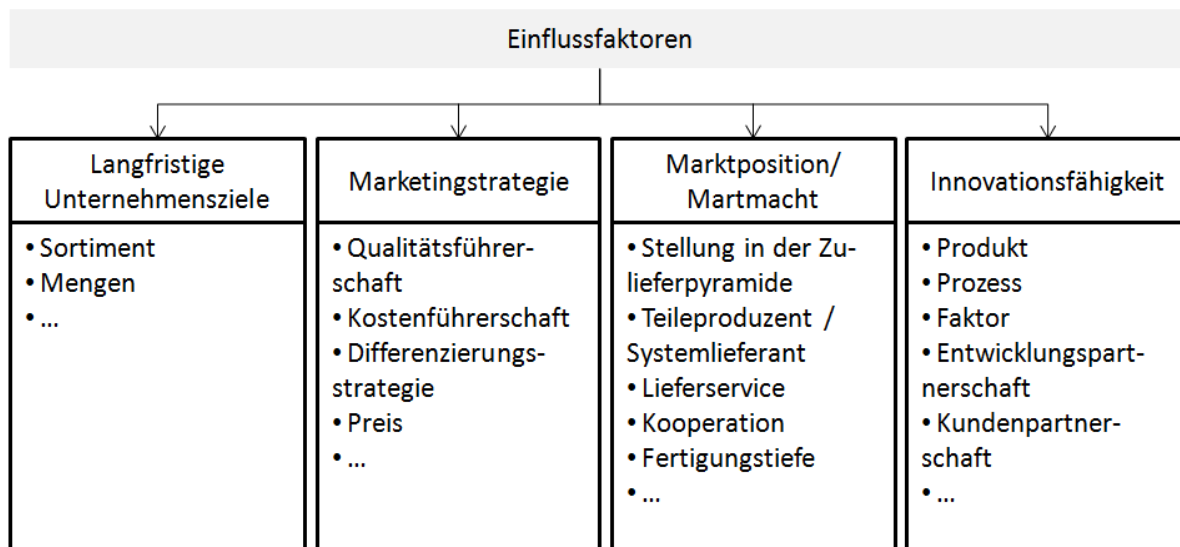 Einflussfaktoren
Langfristige
Unternehmensziele
• Sortiment
• Mengen
• ...
Marketingstrategie
• Qualitätsführer-
schaft
• Kostenführerschaft
• Differenzierungs-
strategie
• Preis
• ...
Marktposition/
Martmacht
• Stellung in der Zu-
lieferpyramide
• Teileproduzent /
Systemlieferant
• Lieferservice
• Kooperation
• Fertigungstiefe
• ...
Innovationsfähigkeit
• Produkt
• Prozess
• Faktor
• Entwicklungspart-
nerschaft
• Kundenpartner-
schaft
• ...